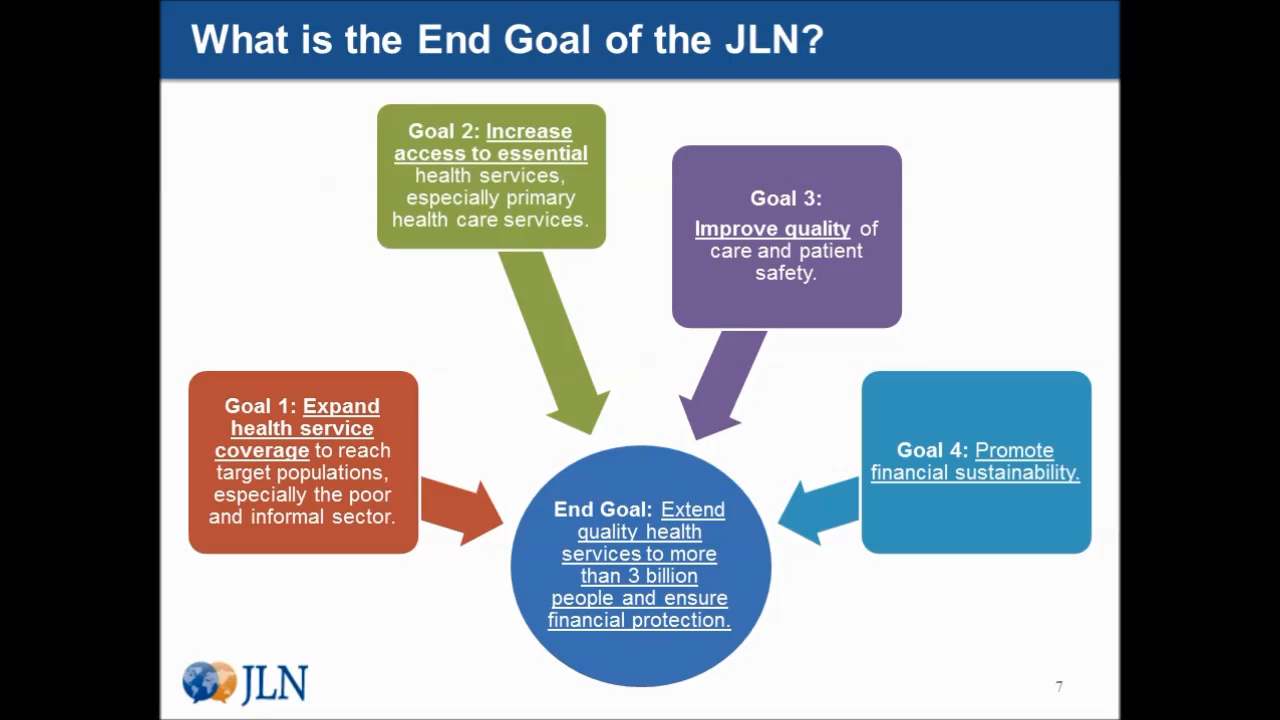 What is the End Goal of the JLN?
Goal 1: Expand
health service
coverage to reach
target populations,
especially the poor
and informal sector.
Goal 2: Increase
access to essential
health services,
especially primary
health care services.
Goal 3:
Improve quality of
care and patient
safety.
Goal 4: Promote
financial sustainability.
End Goal: Extend
quality health
services to more
than 3 billion
people and ensure
financial protection.
JLN
7